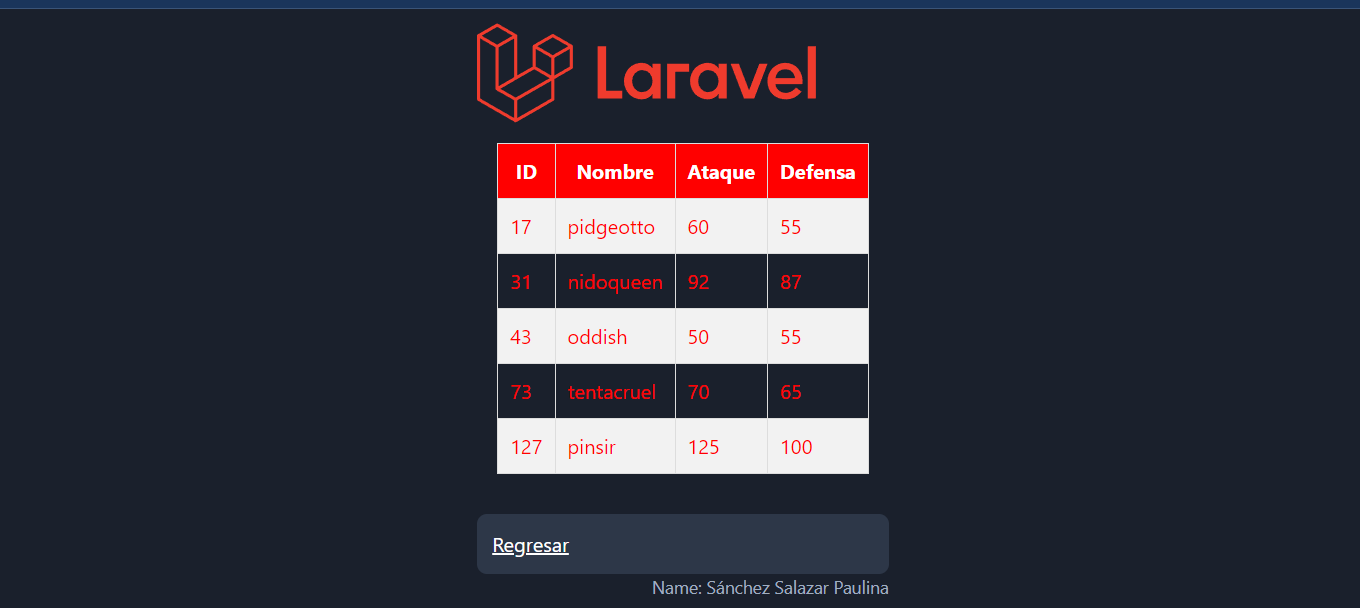 Laravel
ID Nombre Ataque Defensa
17 pidgeotto 60 55
31 nidoqueen 92 87
43 oddish 50 55
73 tentacruel 70 65
127 pinsir 125 100
Regresar
Name: Sánchez Salazar Paulina